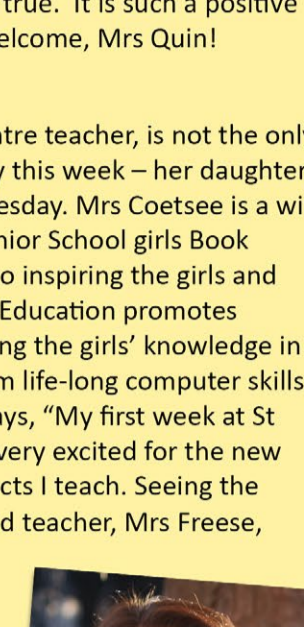 true. It is such a positive
elcome, Mrs Quin!
tre teacher, is not the only
this week – her daughter
esday. Mrs Coetsee is a wi
nior School girls Book
o inspiring the girls and
Education promotes
ng the girls' knowledge in
m life-long computer skills
ays, “My first week at St
very excited for the new
cts I teach. Seeing the
d teacher, Mrs Freese,